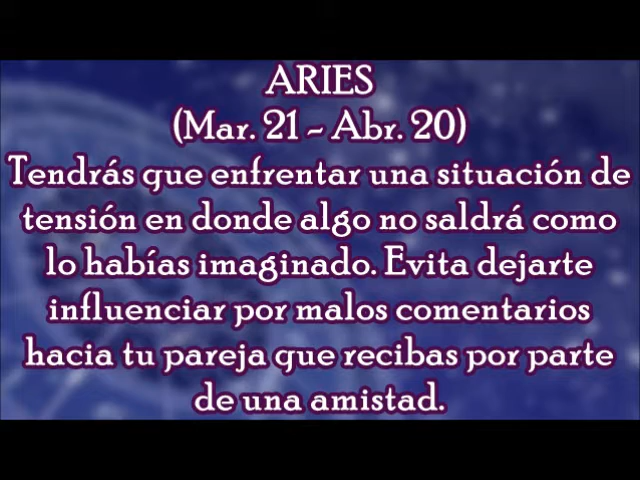 ARIES
(Mar. 21 - Abr. 20)
Tendrás que enfrentar una situación de
tensión en donde algo no saldrá como
lo habías imaginado. Evita dejarte
influenciar por malos comentarios
hacia tu pareja que recibas por parte
de una amistad.